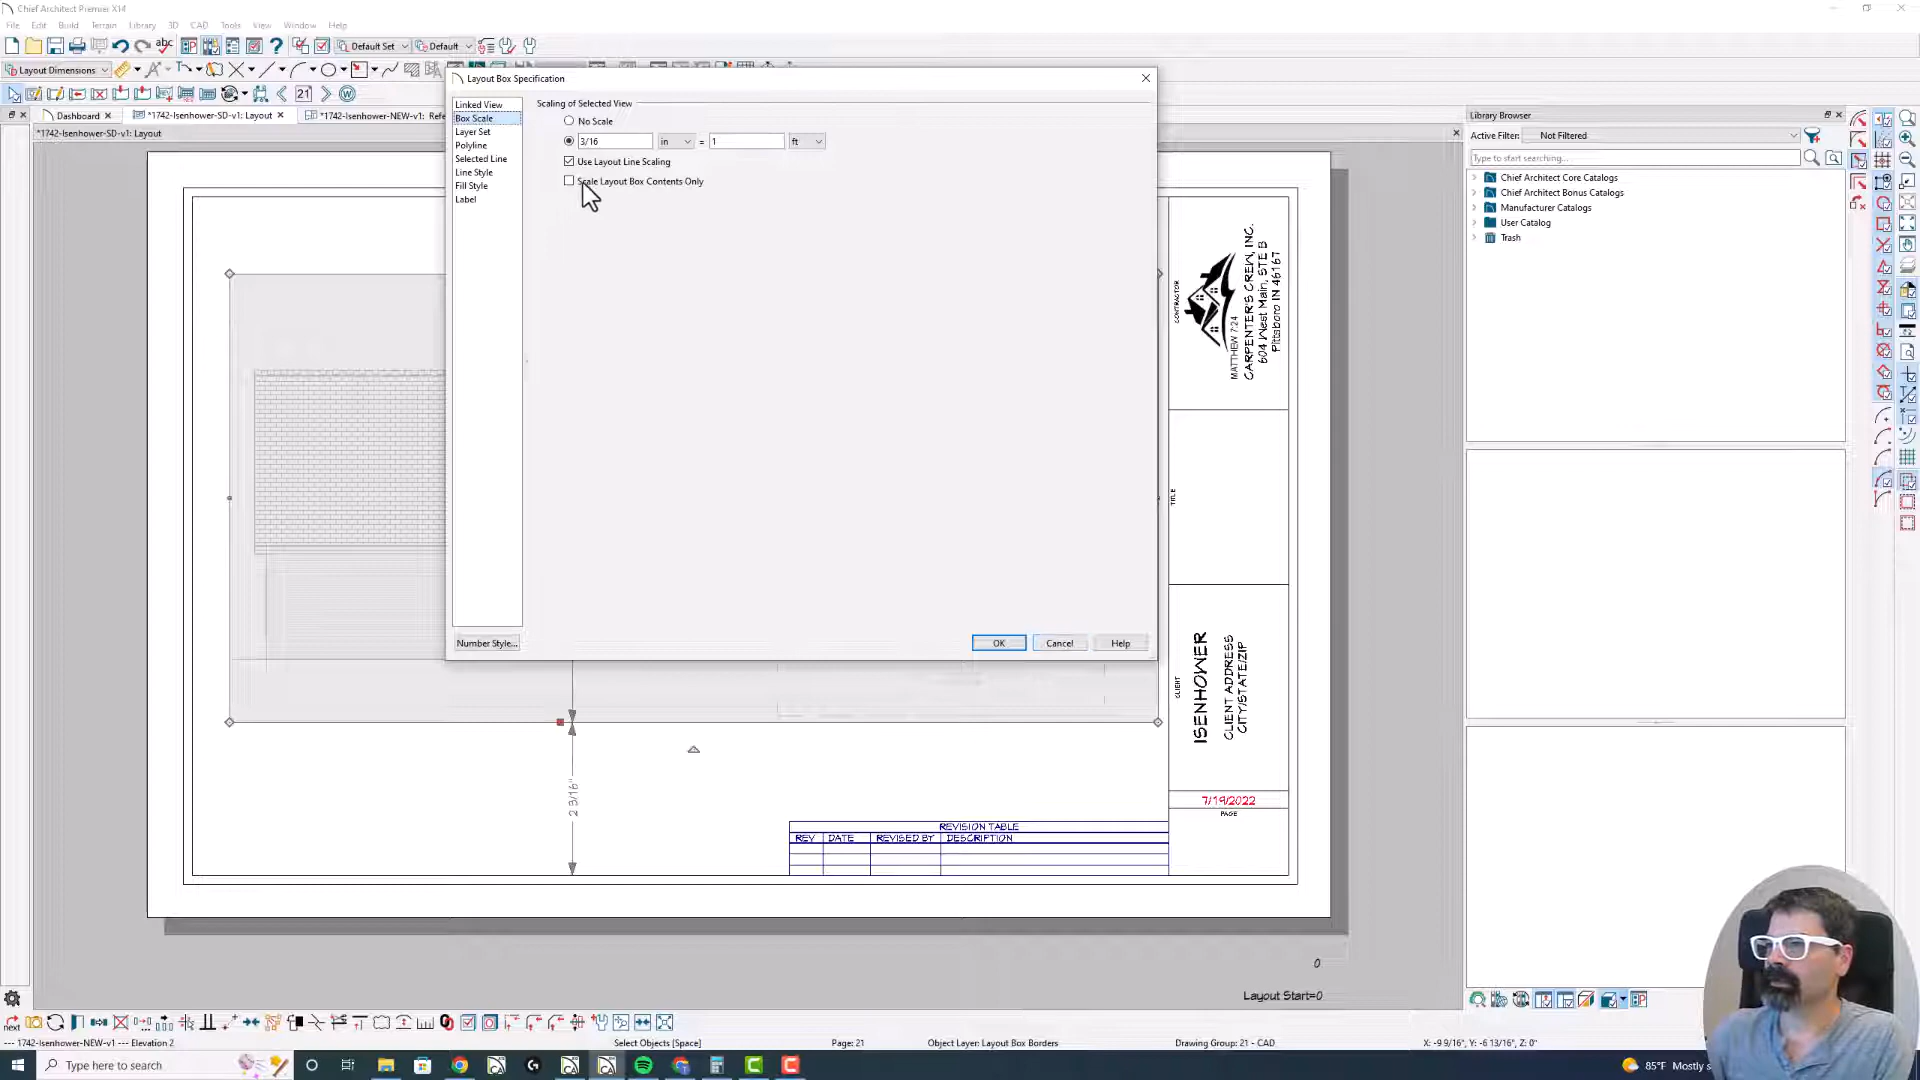 Chief Architect Premier X14
File Edit Build Terrain Library 3D CAD Tools View Window Help
Default Set Default
Layout Dimensions
21
Dashboard *1742-Isenhower-SD-v1: Layout *1742-Isenhower-NEW-v1: Refe
*1742-Isenhower-SD-v1: Layout
Layout Box Specification
Linked View
Box Scale
Layer Set
Polyline
Selected Line
Line Style
Fill Style
Label
Scaling of Selected View
No Scale
3/16 in = 1 ft
Use Layout Line Scaling
Scale Layout Box Contents Only
Number Style...
OK Cancel Help
Library Browser
Active Filter: Not Filtered
Type to start searching...
Chief Architect Core Catalogs
Chief Architect Bonus Catalogs
Manufacturer Catalogs
User Catalog
Trash
CONTRACTOR
MATTHEW 7:24
CARPENTER'S CREW, INC.
604 West Main, STE B
Pittsboro IN 46167
TITLE
CLIENT
ISENHOWER
CLIENT ADDRESS
CITY/STATE/ZIP
7/19/2022
PAGE
2 3/16"
REVISION TABLE
REV DATE REVISED BY DESCRIPTION
0
Layout Start=0
next
--- 1742-Isenhower-NEW-v1 -- Elevation 2
Select Objects [Space]
Page: 21
Object Layer: Layout Box Borders
Drawing Group: 21 - CAD
X: -9 9/16", Y: -6 13/16", Z: 0"
Type here to search
85°F Mostly s